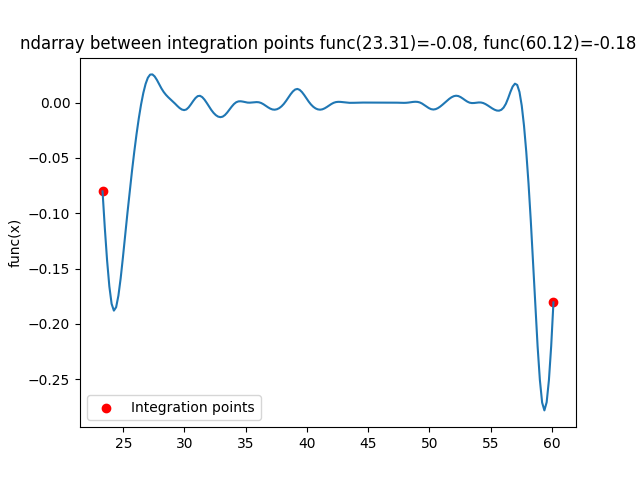 ndarray between integration points func(23.31)=-0.08, func(60.12)=-0.18
0.00
−0.05
−0.10
−0.15
−0.20
−0.25
func(x)
Integration points
25 30 35 40 45 50 55 60